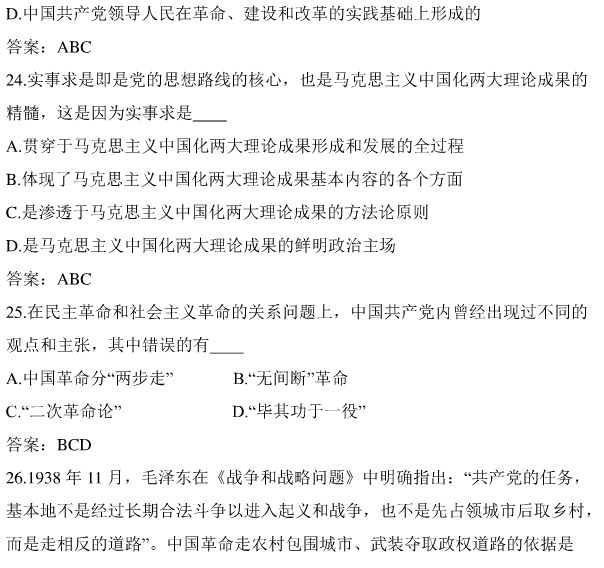 D.中国共产党领导人民在革命、建设和改革的实践基础上形成的
答案：ABC
24.实事求是即是党的思想路线的核心，也是马克思主义中国化两大理论成果的
精髓，这是因为实事求是____
A.贯穿于马克思主义中国化两大理论成果形成和发展的全过程
B.体现了马克思主义中国化两大理论成果基本内容的各个方面
C.是渗透于马克思主义中国化两大理论成果的方法论原则
D.是马克思主义中国化两大理论成果的鲜明政治主场
答案：ABC
25.在民主革命和社会主义革命的关系问题上，中国共产党内曾经出现过不同的
观点和主张，其中错误的有____
A.中国革命分“两步走” B.“无间断”革命
C.“二次革命论” D.“毕其功于一役”
答案：BCD
26.1938 年 11 月，毛泽东在《战争和战略问题》中明确指出：“共产党的任务，
基本地不是经过长期合法斗争以进入起义和战争，也不是先占领城市后取乡村，
而是走相反的道路”。中国革命走农村包围城市、武装夺取政权道路的依据是